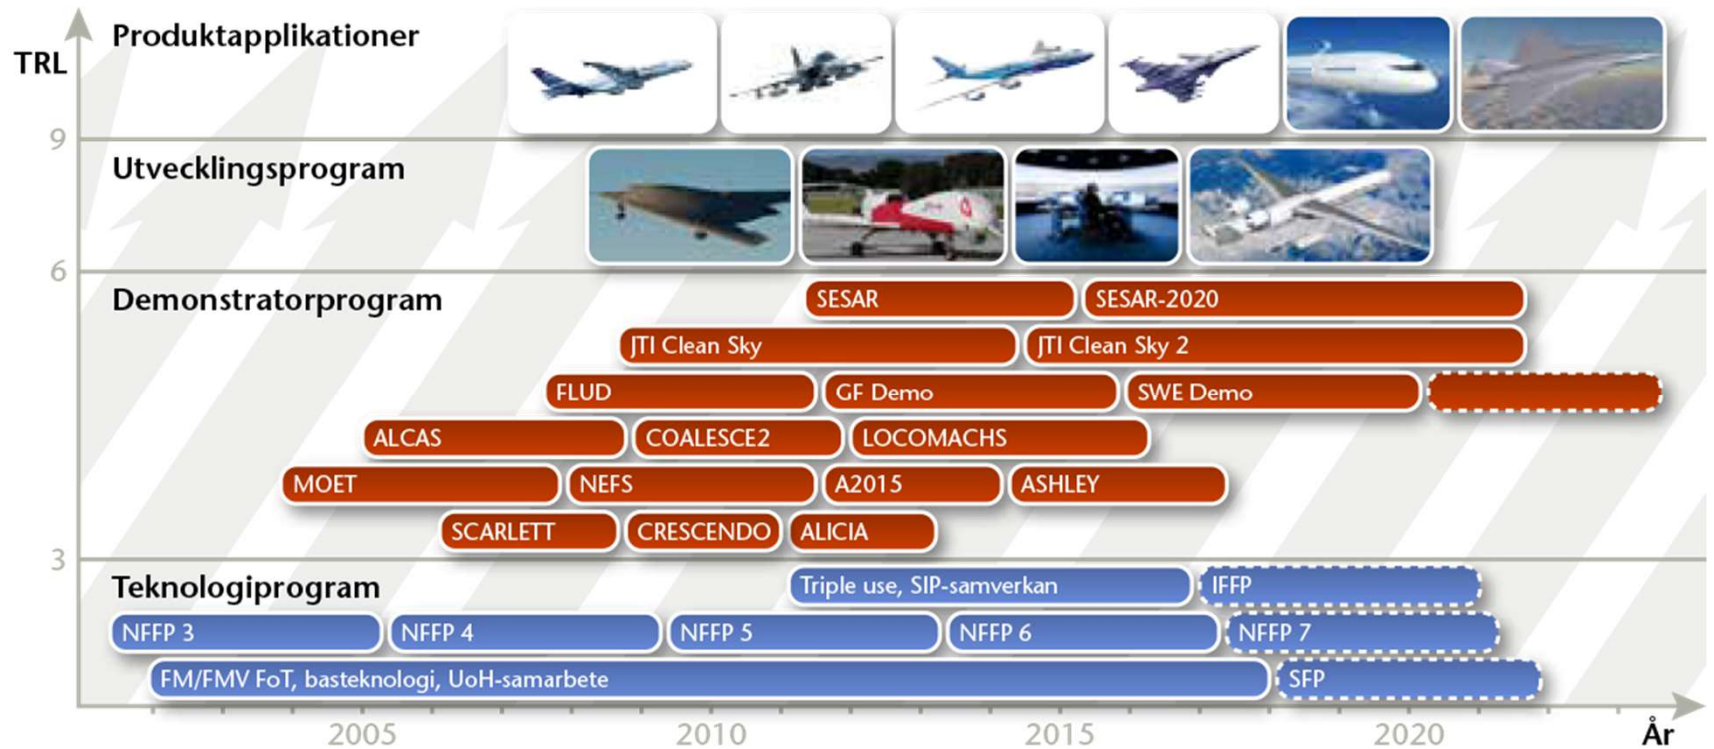 Produktapplikationer
TRL
9
Utvecklingsprogram
6
Demonstratorprogram
SESAR
SESAR-2020
JTI Clean Sky
JTI Clean Sky 2
FLUD
GF Demo
SWE Demo
ALCAS
COALESCE2
LOCOMACHS
MOET
NEFS
A2015
ASHLEY
SCARLETT
CRESCENDO
ALICIA
3
Teknologiprogram
Triple use, SIP-samverkan
IFFP
NFFP 3
NFFP 4
NFFP 5
NFFP 6
NFFP 7
FM/FMV FoT, basteknologi, UoH-samarbete
SFP
2005
2010
2015
2020
År